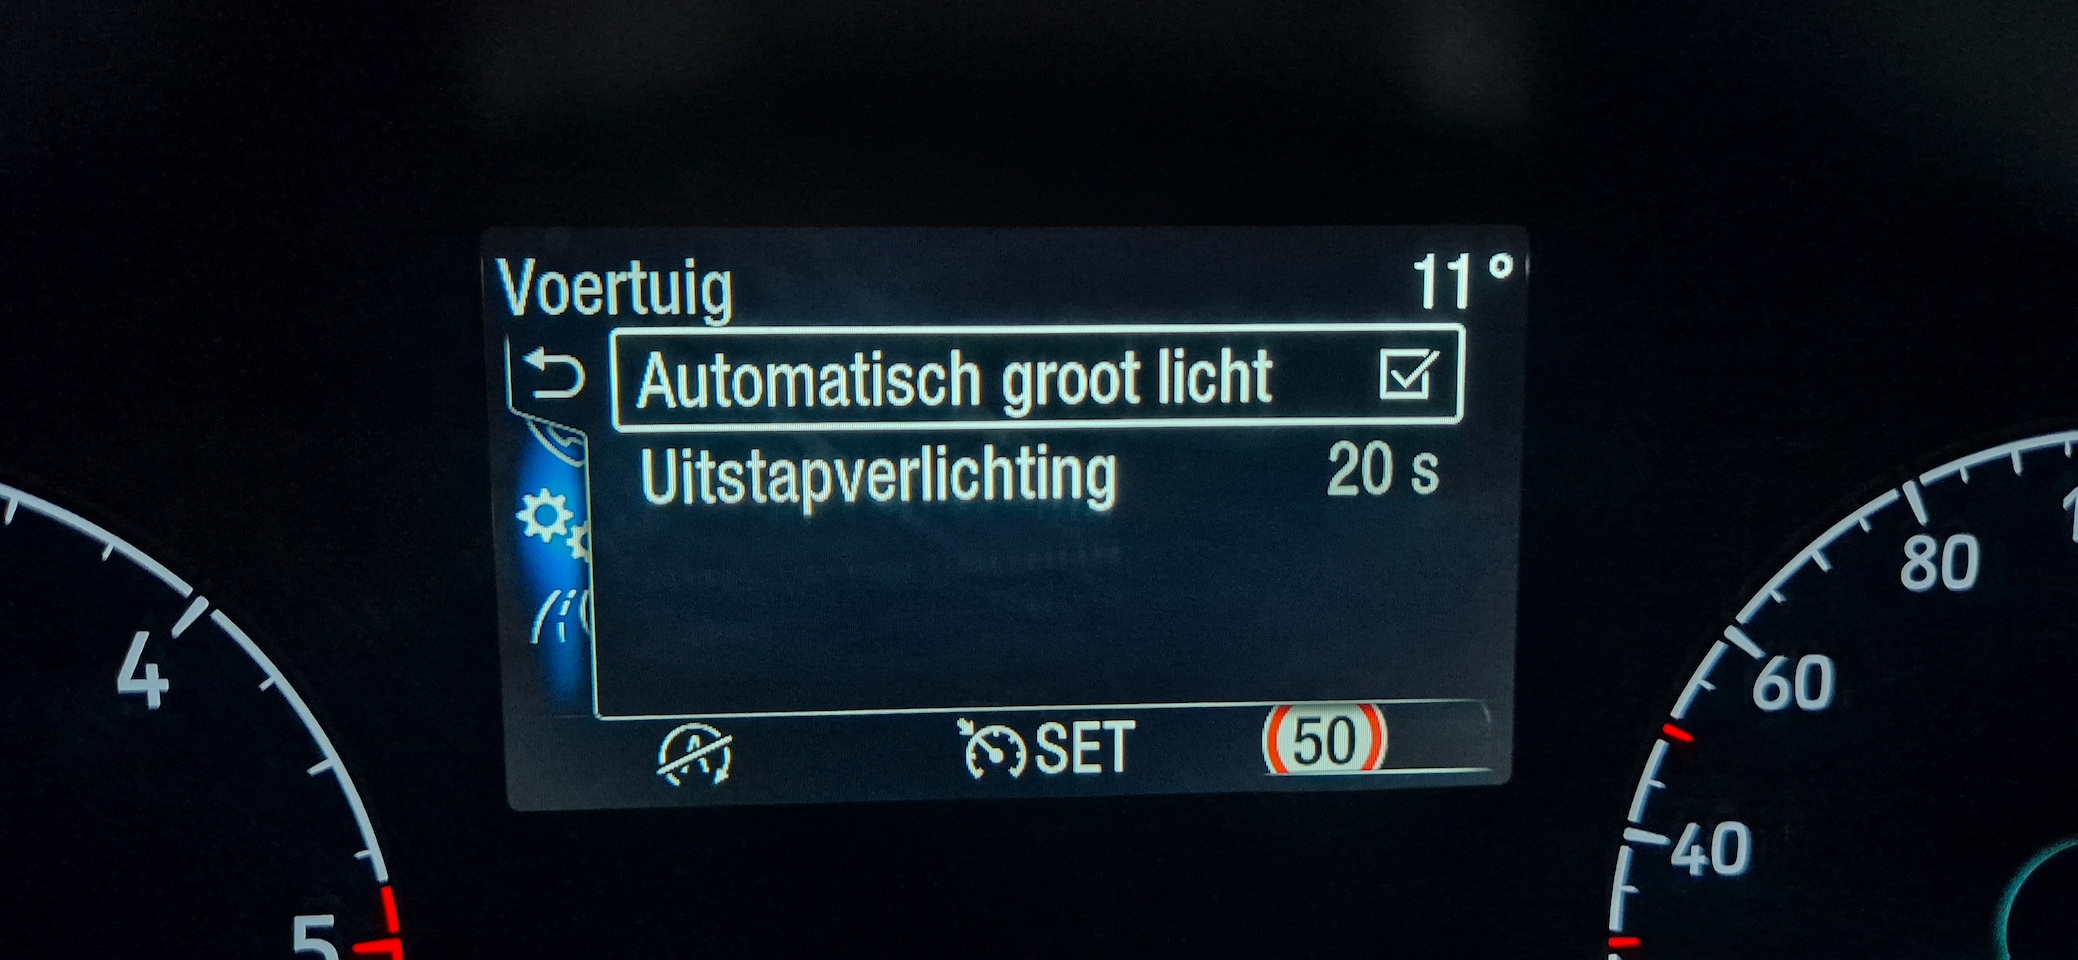 Voertuig 11°
Automatisch groot licht
Uitstapverlichting 20 s
SET 50
4
5
80
60
40